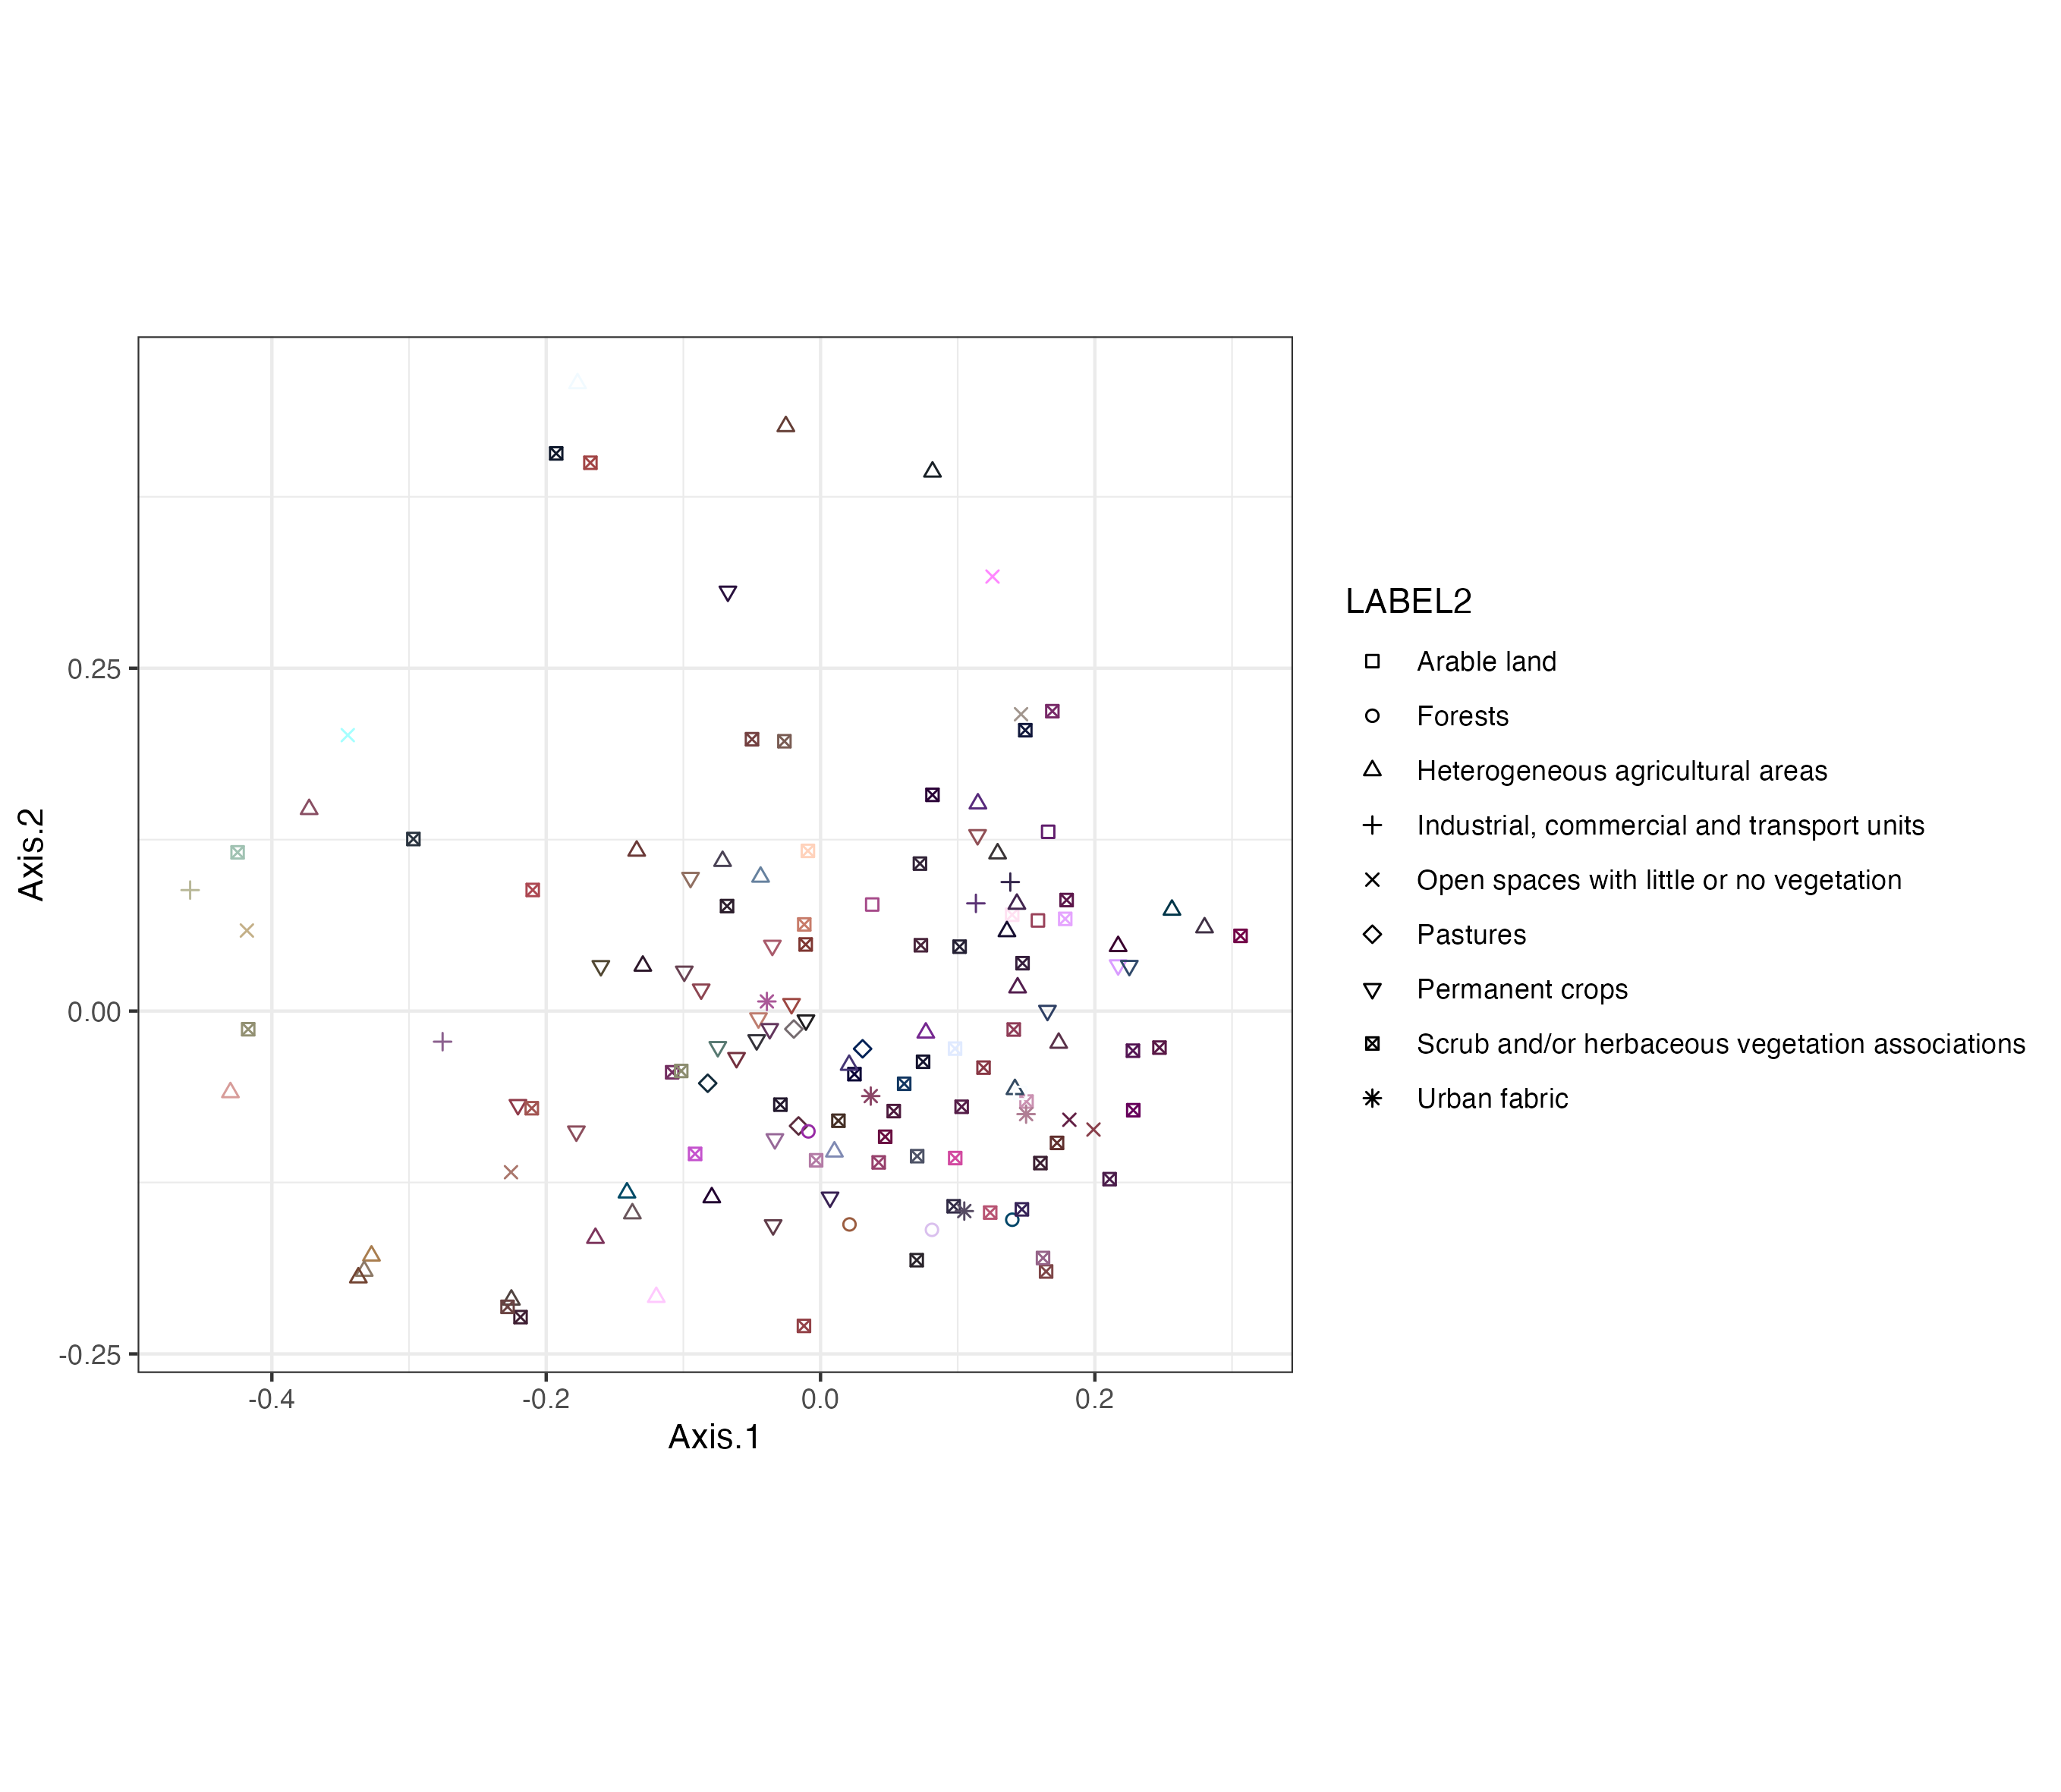 0.25
0.00
-0.25
Axis.2
-0.4
-0.2
0.0
0.2
Axis.1
LABEL2
Arable land
Forests
Heterogeneous agricultural areas
Industrial, commercial and transport units
Open spaces with little or no vegetation
Pastures
Permanent crops
Scrub and/or herbaceous vegetation associations
Urban fabric